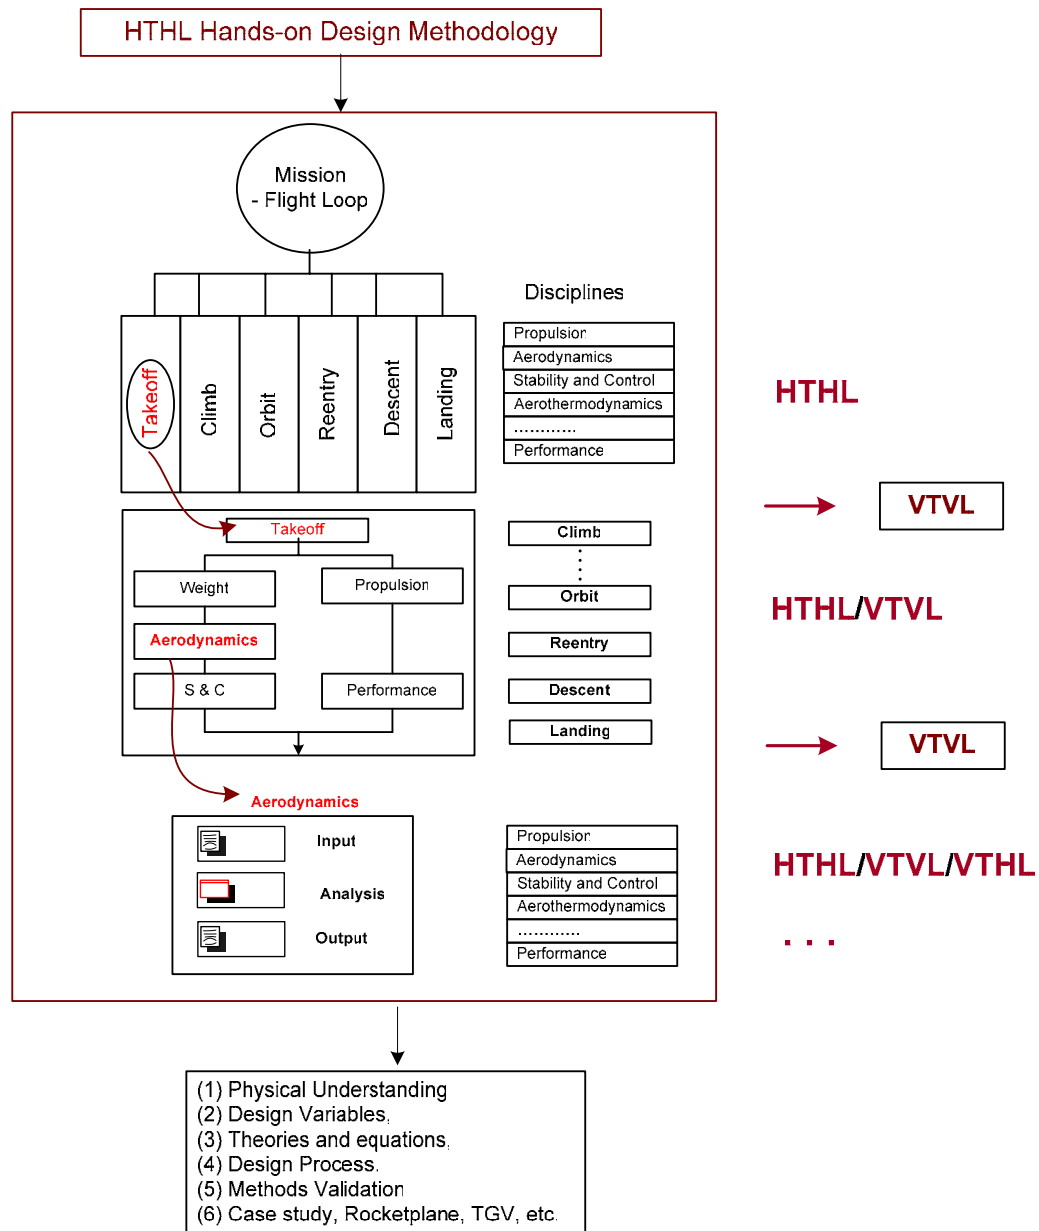 HTHL Hands-on Design Methodology
Mission
- Flight Loop
Disciplines
Takeoff
Climb
Orbit
Reentry
Descent
Landing
Propulsion
Aerodynamics
Stability and Control
Aerothermodynamics
............
Performance
HTHL
VTVL
Takeoff
Weight
Propulsion
Aerodynamics
S & C
Performance
Climb
Orbit
Reentry
Descent
Landing
HTHL/VTVL
VTVL
Aerodynamics
Input
Analysis
Output
Propulsion
Aerodynamics
Stability and Control
Aerothermodynamics
............
Performance
HTHL/VTVL/VTHL
. . .
(1) Physical Understanding
(2) Design Variables,
(3) Theories and equations,
(4) Design Process.
(5) Methods Validation
(6) Case study, Rocketplane, TGV, etc.